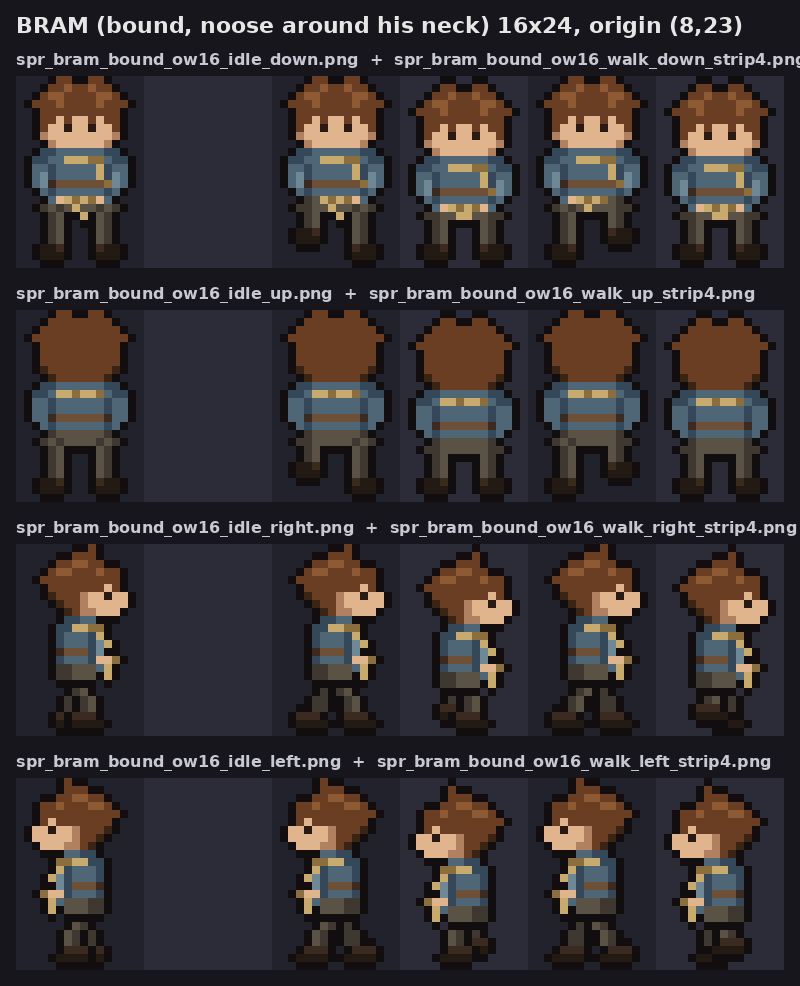 BRAM (bound, noose around his neck) 16x24, origin (8,23)
spr_bram_bound_ow16_idle_down.png + spr_bram_bound_ow16_walk_down_strip4.png
spr_bram_bound_ow16_idle_up.png + spr_bram_bound_ow16_walk_up_strip4.png
spr_bram_bound_ow16_idle_right.png + spr_bram_bound_ow16_walk_right_strip4.png
spr_bram_bound_ow16_idle_left.png + spr_bram_bound_ow16_walk_left_strip4.png